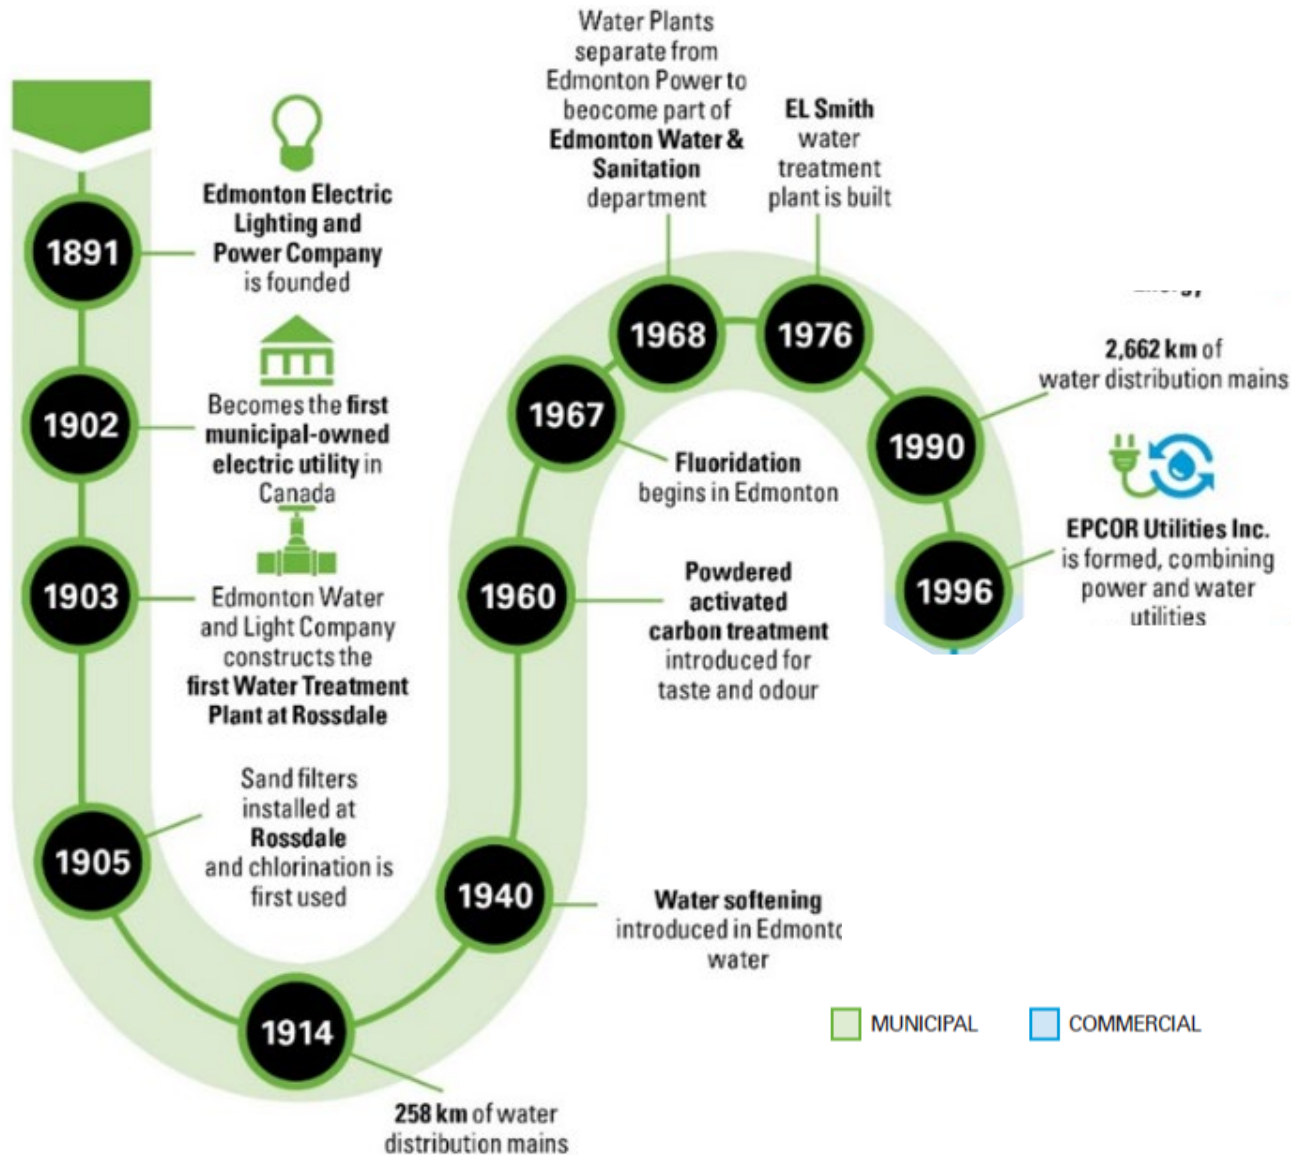 1891
Edmonton Electric
Lighting and
Power Company
is founded
1902
Becomes the first
municipal-owned
electric utility in
Canada
1903
Edmonton Water
and Light Company
constructs the
first Water Treatment
Plant at Rossdale
1905
Sand filters
installed at
Rossdale
and chlorination is
first used
1914
258 km of water
distribution mains
1940
Water softening
introduced in Edmonto
water
1960
Powdered
activated
carbon treatment
introduced for
taste and odour
1967
Fluoridation
begins in Edmonton
1968
Water Plants
separate from
Edmonton Power to
beocome part of
Edmonton Water &
Sanitation
department
1976
EL Smith
water
treatment
plant is built
1990
2,662 km of
water distribution mains
1996
EPCOR Utilities Inc.
is formed, combining
power and water
utilities
MUNICIPAL
COMMERCIAL